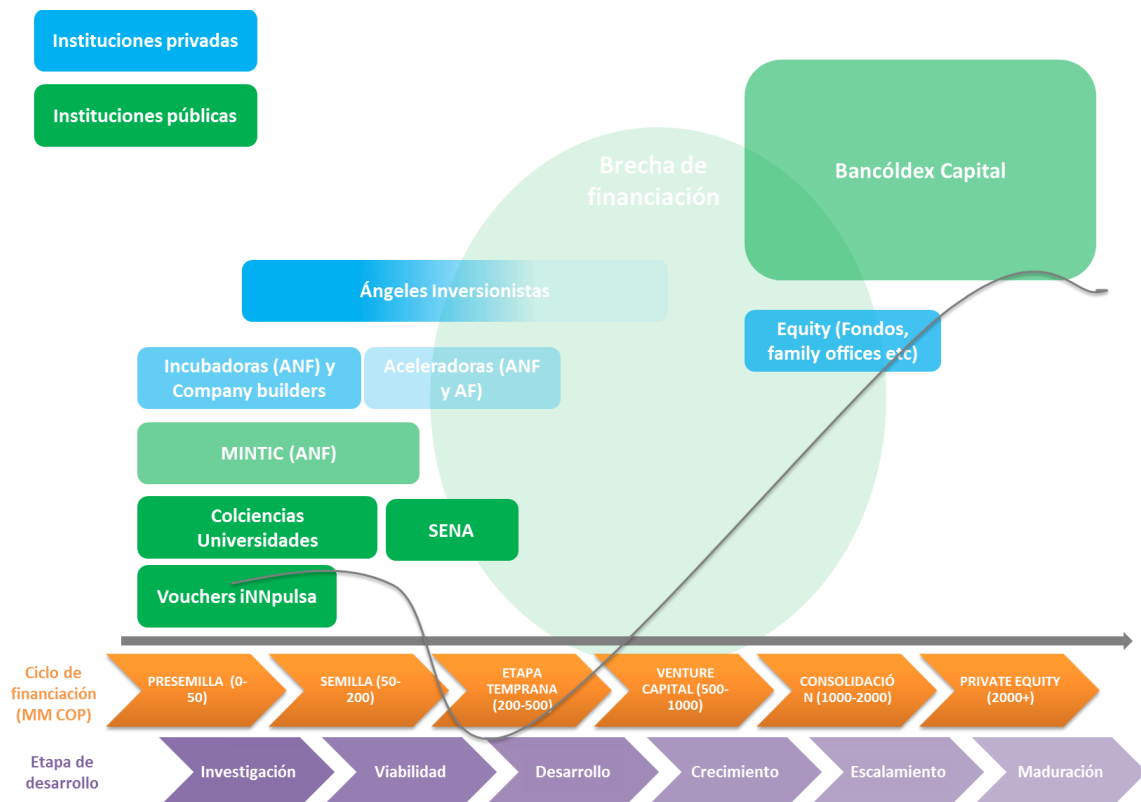 Instituciones privadas
Instituciones públicas
Brecha de
financiación
Bancóldex Capital
Ángeles Inversionistas
Equity (Fondos,
family offices etc)
Incubadoras (ANF) y
Company builders
Aceleradoras (ANF
y AF)
MINTIC (ANF)
Colciencias
Universidades
SENA
Vouchers iNNpulsa
Ciclo de
financiación
(MM COP)
PRESEMILLA (0-
50)
SEMILLA (50-
200)
ETAPA
TEMPRANA
(200-500)
VENTURE
CAPITAL (500-
1000)
CONSOLIDACIÓ
N (1000-2000)
PRIVATE EQUITY
(2000+)
Etapa de
desarrollo
Investigación
Viabilidad
Desarrollo
Crecimiento
Escalamiento
Maduración